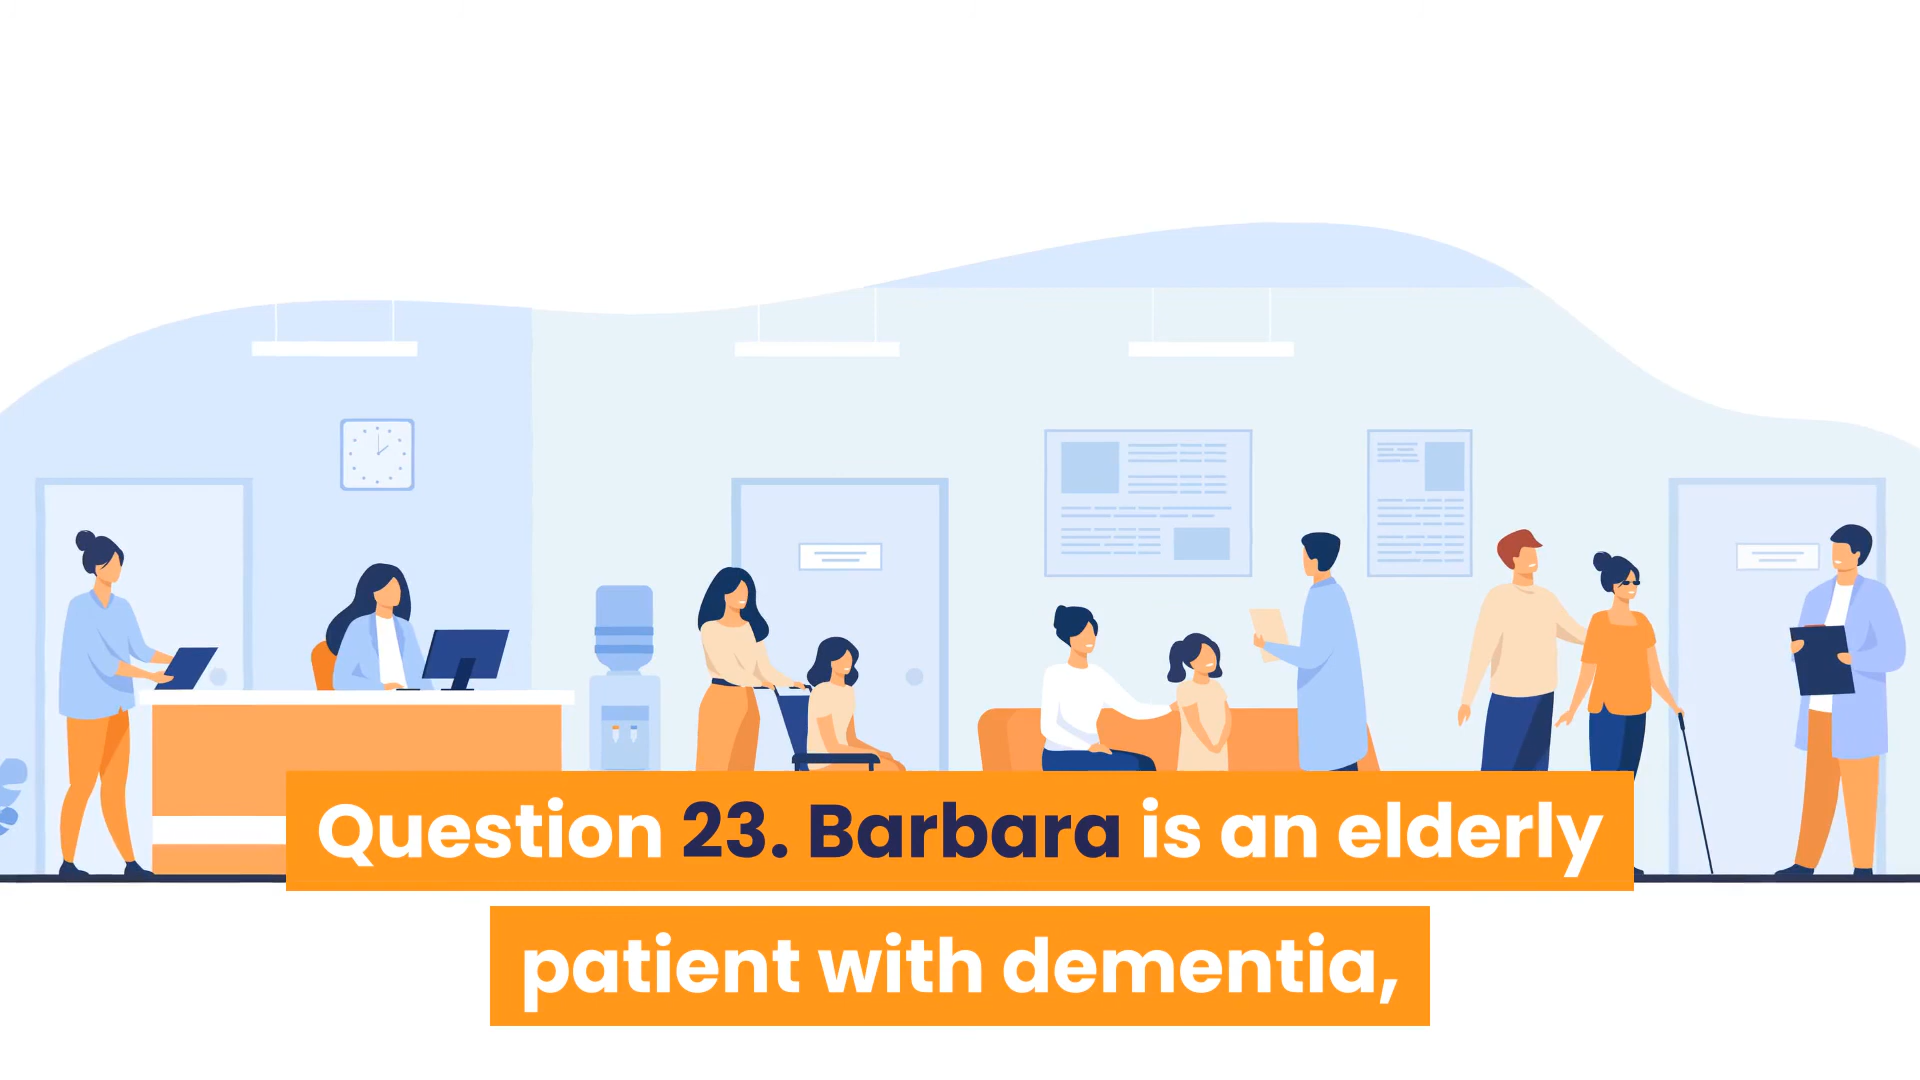 Question 23. Barbara is an elderly
patient with dementia,